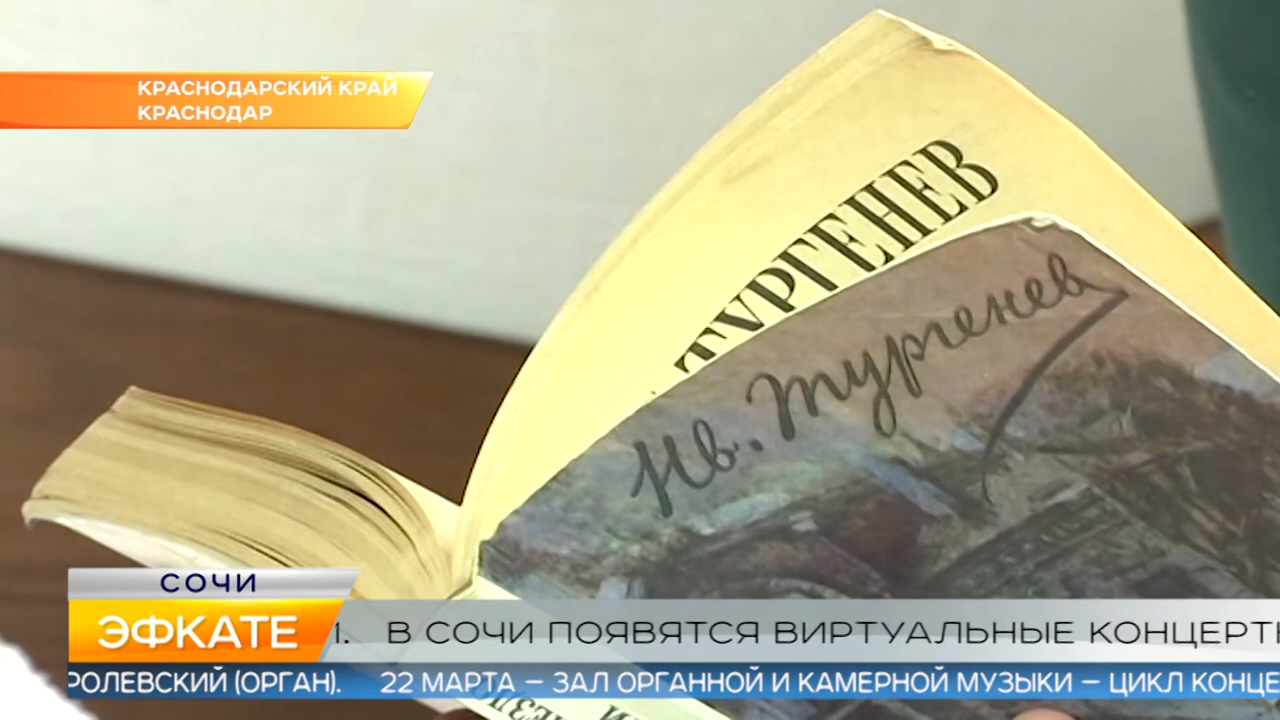 КРАСНОДАРСКИЙ КРАЙ
КРАСНОДАР
ТУРГЕНЕВ
Ив. Тургенев
СОЧИ
ЭФКАТЕ
И. В СОЧИ ПОЯВЯТСЯ ВИРТУАЛЬНЫЕ КОНЦЕРТЫ
РОЛЕВСКИЙ (ОРГАН). 22 МАРТА – ЗАЛ ОРГАННОЙ И КАМЕРНОЙ МУЗЫКИ – ЦИКЛ КОНЦЕ